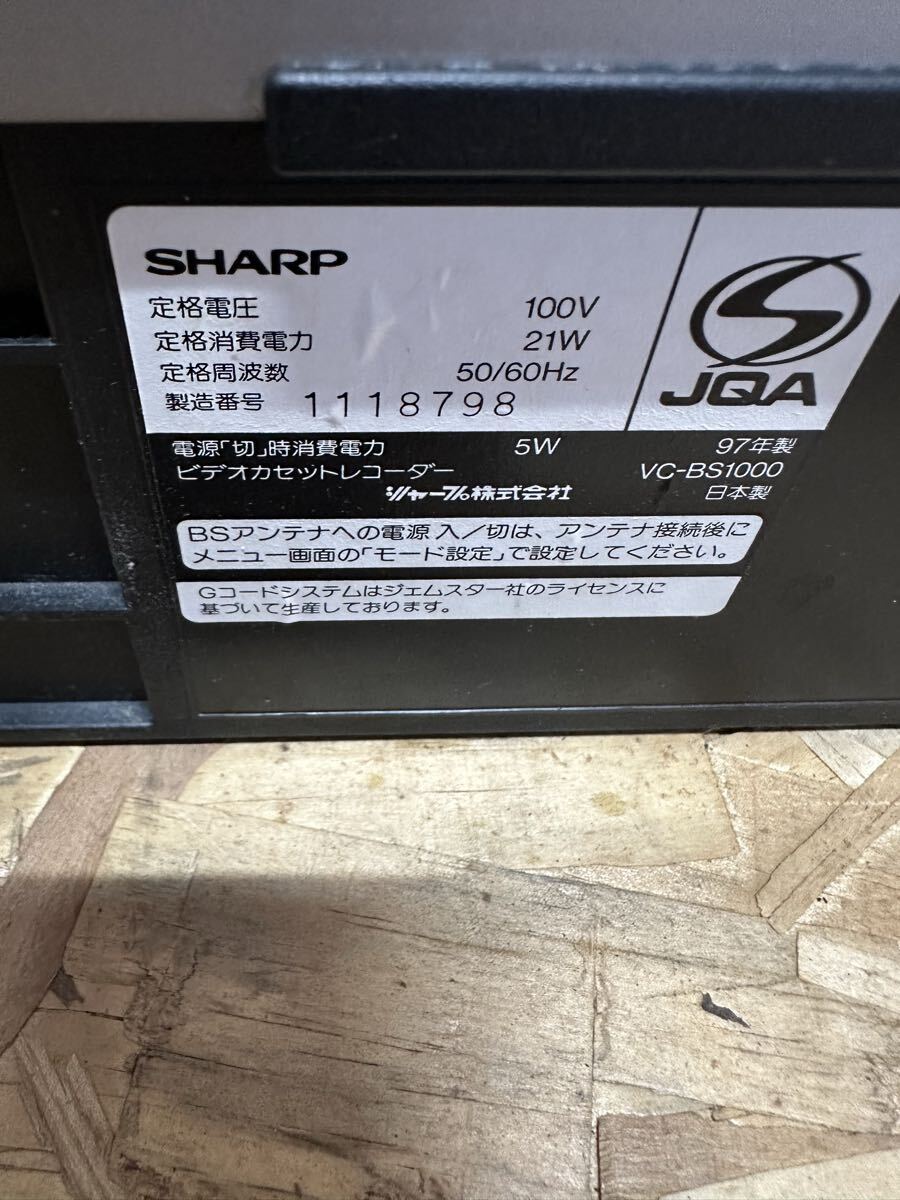 SHARP
定格電圧 100V
定格消費電力 21W
定格周波数 50/60Hz
製造番号 1118798
JQA
電源「切」時消費電力 5W 97年製
ビデオカセットレコーダー VC-BS1000
シャープ株式会社 日本製
BSアンテナへの電源 入/切は、アンテナ接続後に
メニュー画面の「モード設定」で設定してください。
Gコードシステムはジェムスター社のライセンスに
基づいて生産しております。